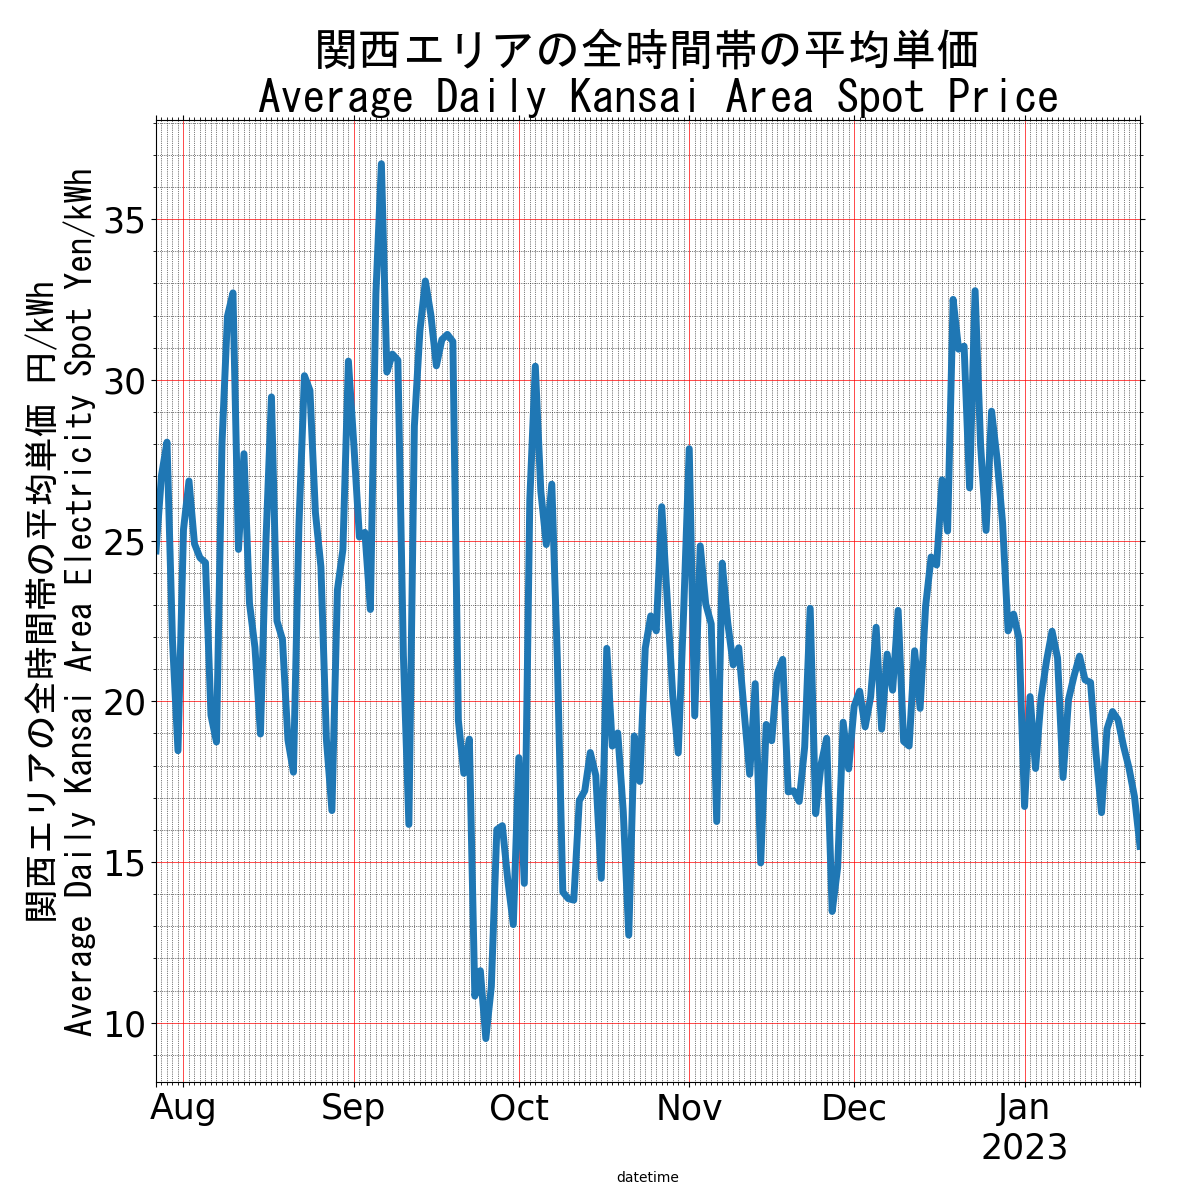 関西エリアの全時間帯の平均単価
Average Daily Kansai Area Spot Price
関西エリアの全時間帯の平均単価 円/kWh
Average Daily Kansai Area Electricity Spot Yen/kWh
35
30
25
20
15
10
Aug Sep Oct Nov Dec Jan
2023
datetime